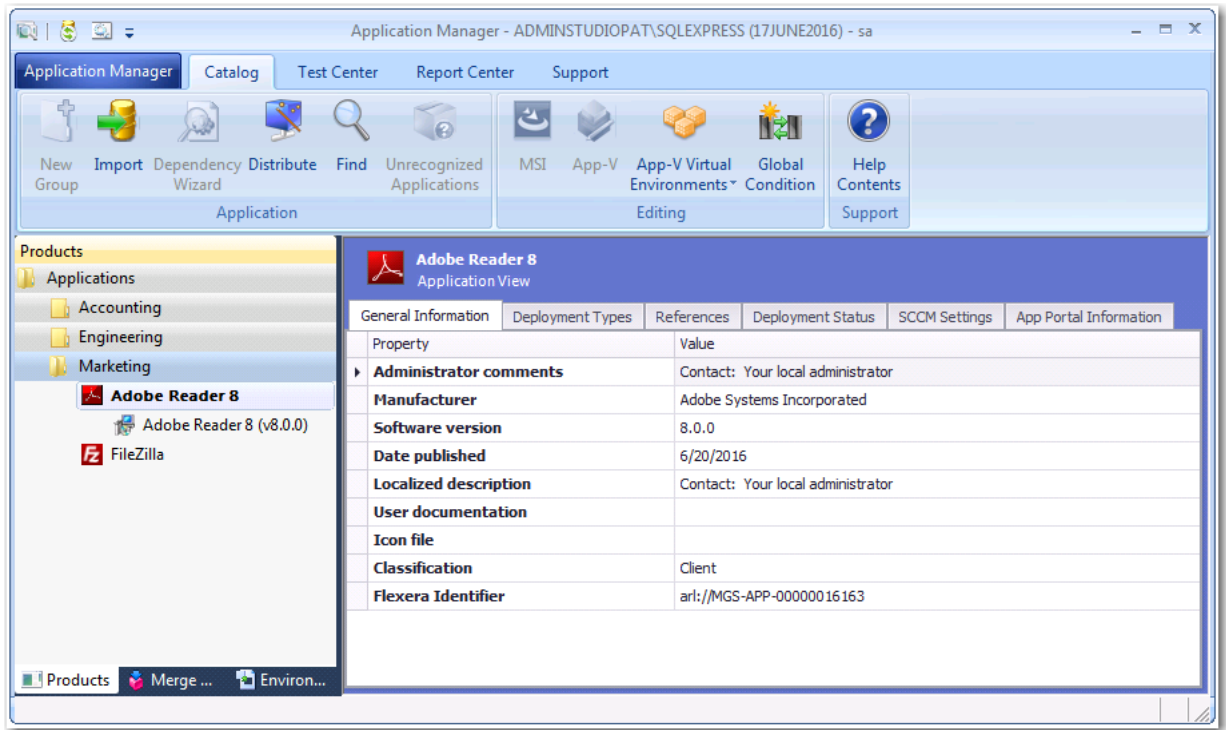 Application Manager - ADMINSTUDIOPAT\SQLEXPRESS (17JUNE2016) - sa
Application Manager Catalog Test Center Report Center Support
New Group Import Dependency Wizard Distribute Find Unrecognized Applications MSI App-V App-V Virtual Environments Global Condition Help Contents
Application Editing Support
Products
Applications
Accounting
Engineering
Marketing
Adobe Reader 8
Adobe Reader 8 (v8.0.0)
FileZilla
Products Merge ... Environ...
Adobe Reader 8
Application View
General Information Deployment Types References Deployment Status SCCM Settings App Portal Information
Property Value
Administrator comments Contact: Your local administrator
Manufacturer Adobe Systems Incorporated
Software version 8.0.0
Date published 6/20/2016
Localized description Contact: Your local administrator
User documentation
Icon file
Classification Client
Flexera Identifier arl://MGS-APP-00000016163